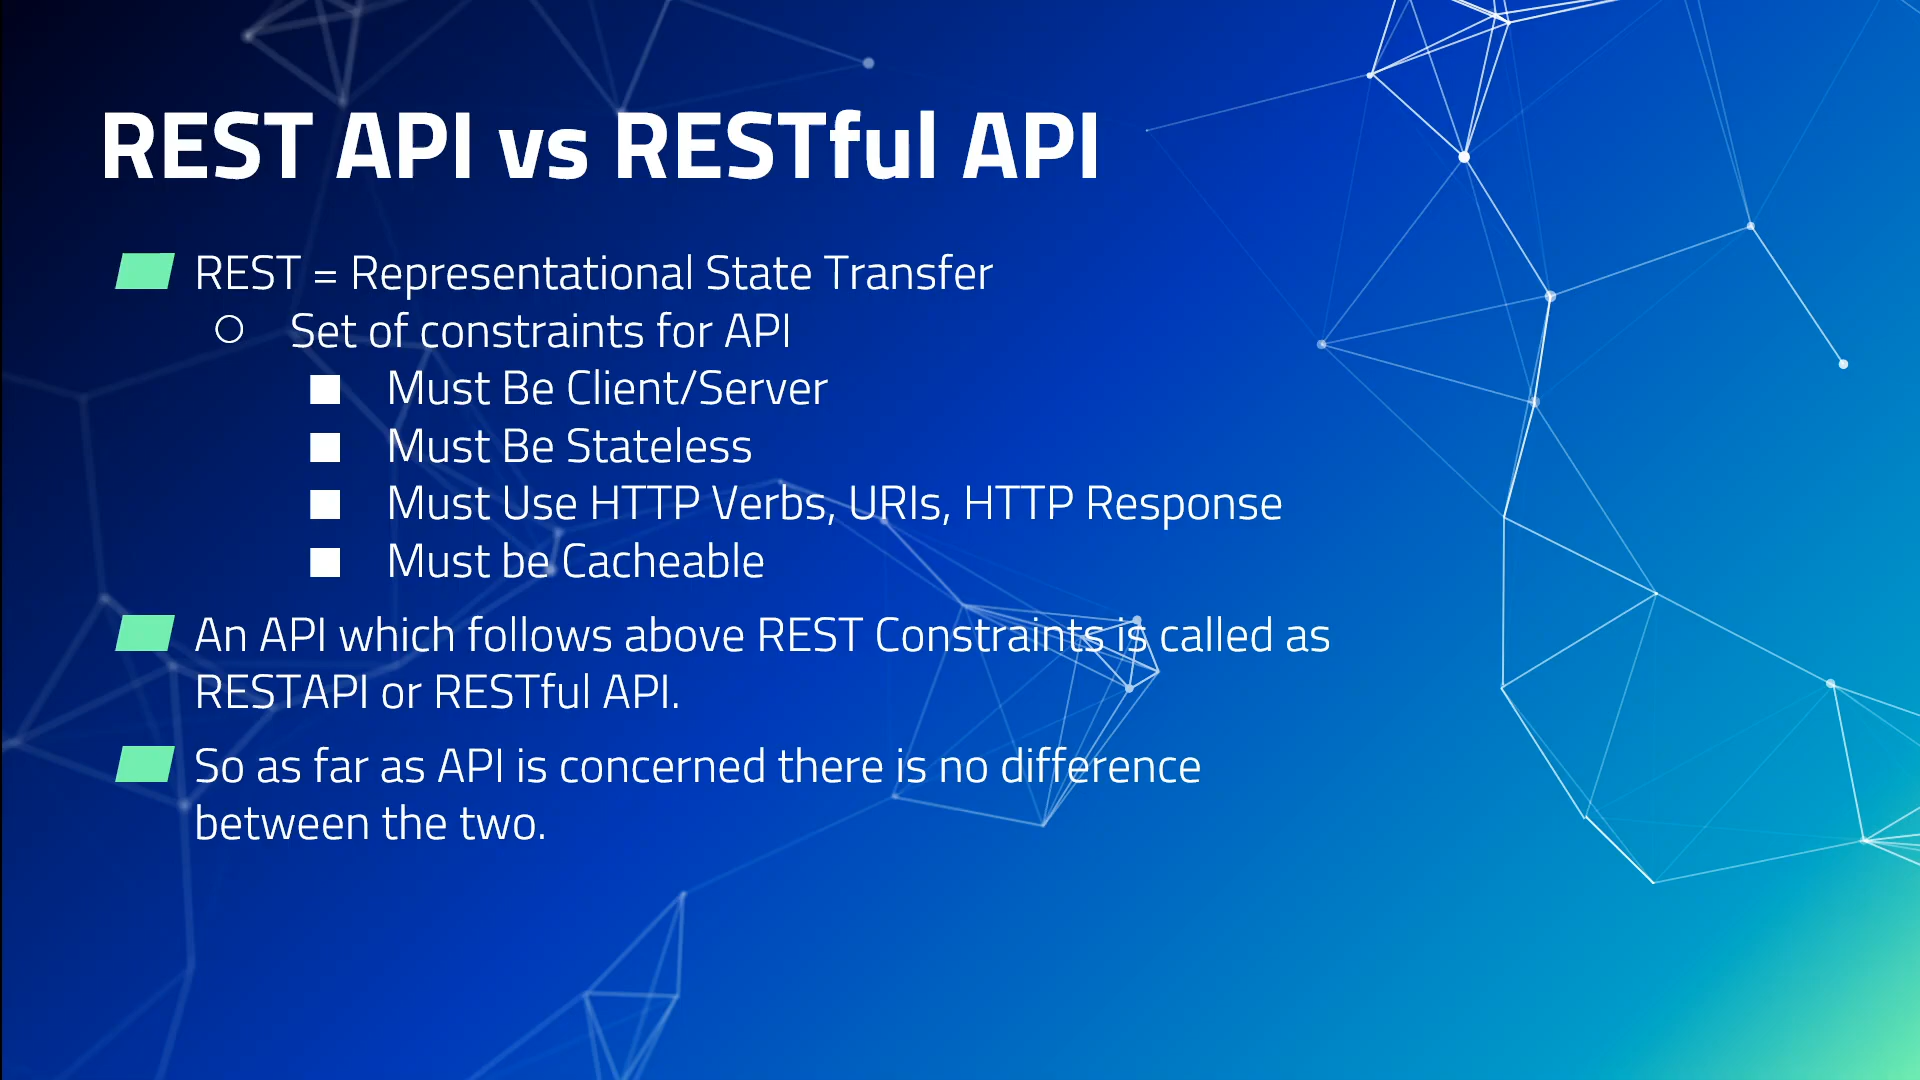 REST API vs RESTful API
REST = Representational State Transfer
Set of constraints for API
Must Be Client/Server
Must Be Stateless
Must Use HTTP Verbs, URIs, HTTP Response
Must be Cacheable
An API which follows above REST Constraints is called as
RESTAPI or RESTful API.
So as far as API is concerned there is no difference
between the two.